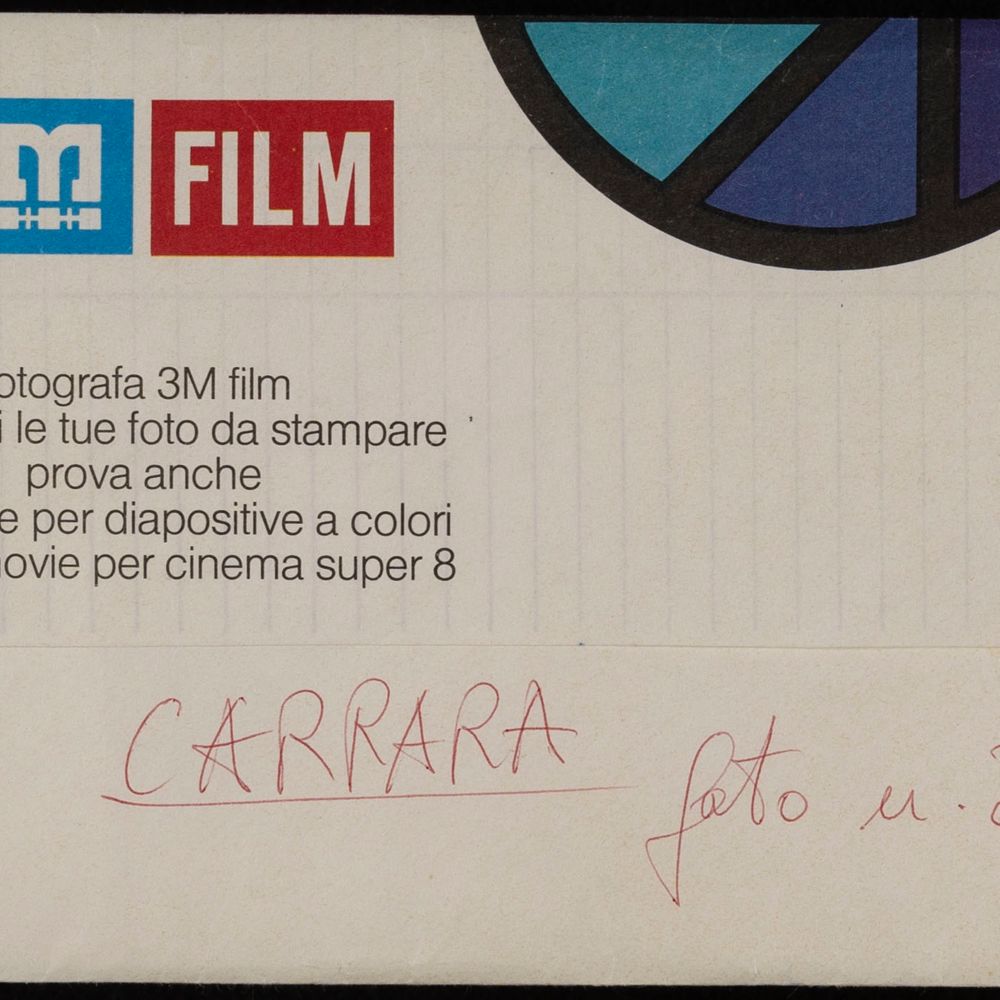 m FILM
otografa 3M film
i le tue foto da stampare
prova anche
e per diapositive a colori
ovie per cinema super 8
CARRARA
foto n.